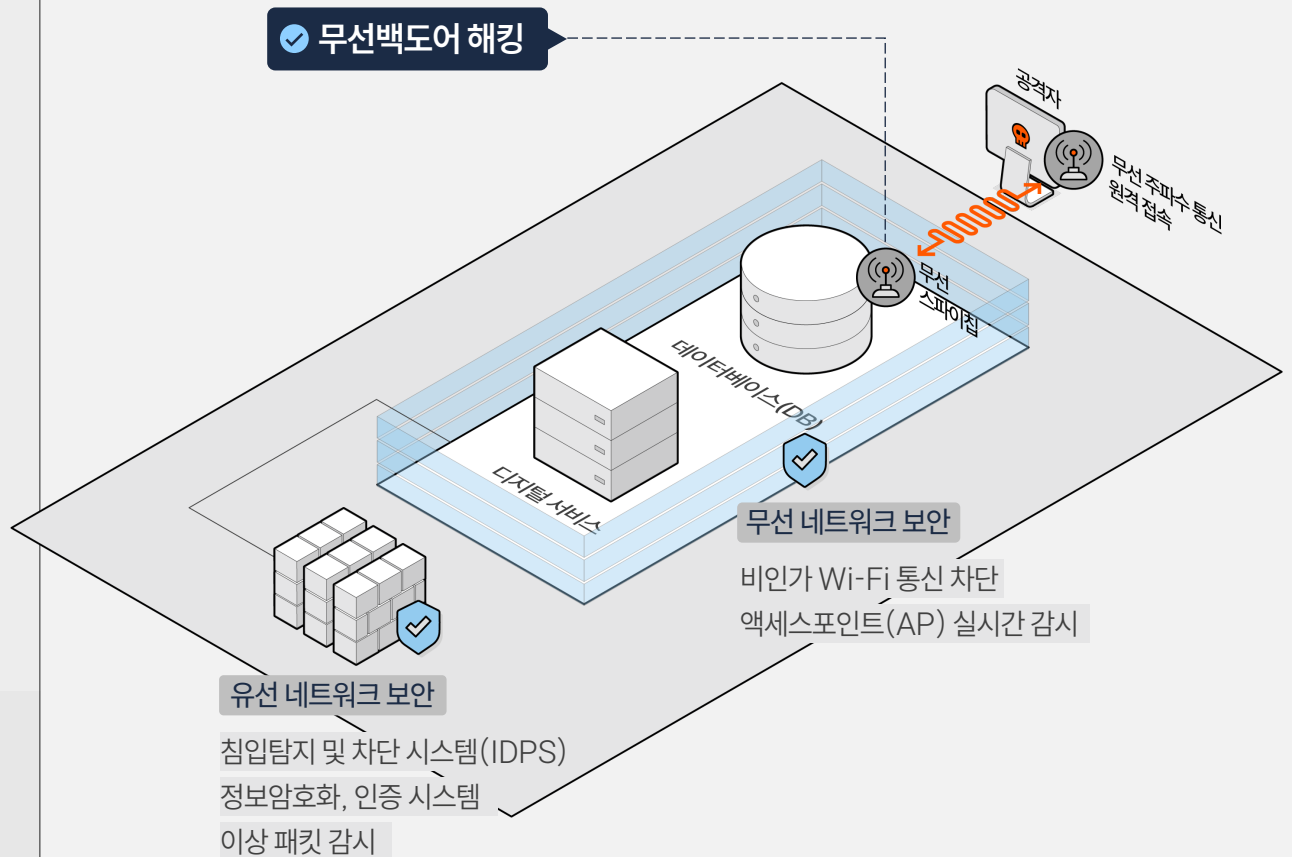 무선백도어 해킹
공격자
무선 주파수 통신
원격 접속
무선
스파이칩
데이터베이스(DB)
디지털 서비스
무선 네트워크 보안
비인가 Wi-Fi 통신 차단
액세스포인트(AP) 실시간 감시
유선 네트워크 보안
침입탐지 및 차단 시스템(IDPS)
정보암호화, 인증 시스템
이상 패킷 감시